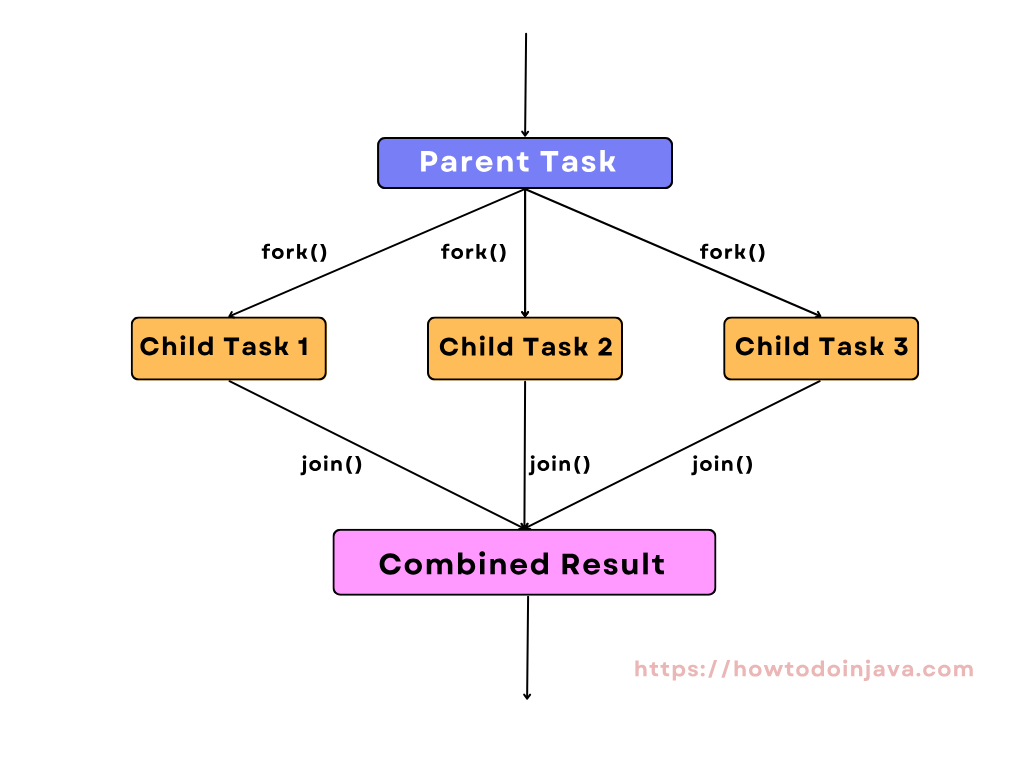 Parent Task
fork()
fork()
fork()
Child Task 1
Child Task 2
Child Task 3
join()
join()
join()
Combined Result
https://howtodoinjava.com